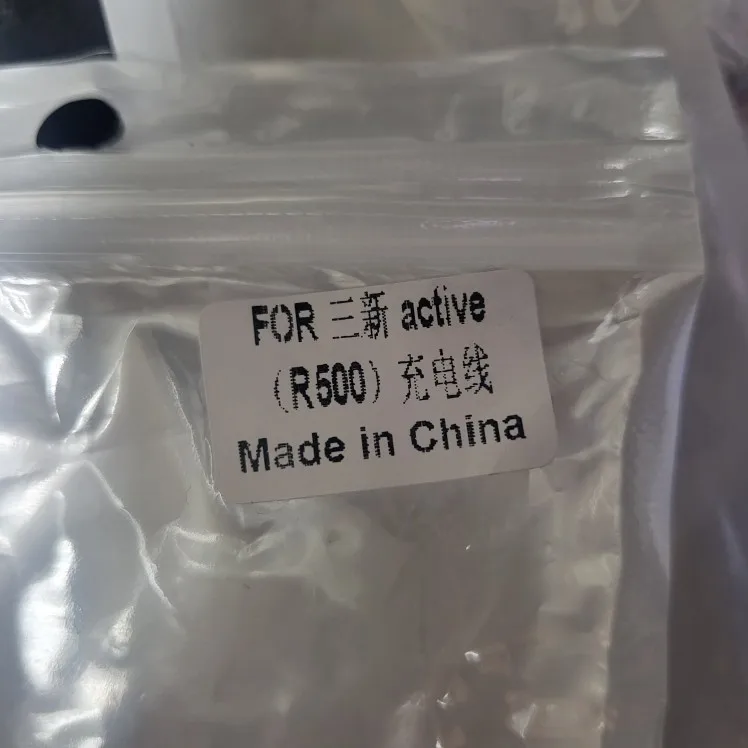 FOR 三新 active
（R500）充电线
Made in China